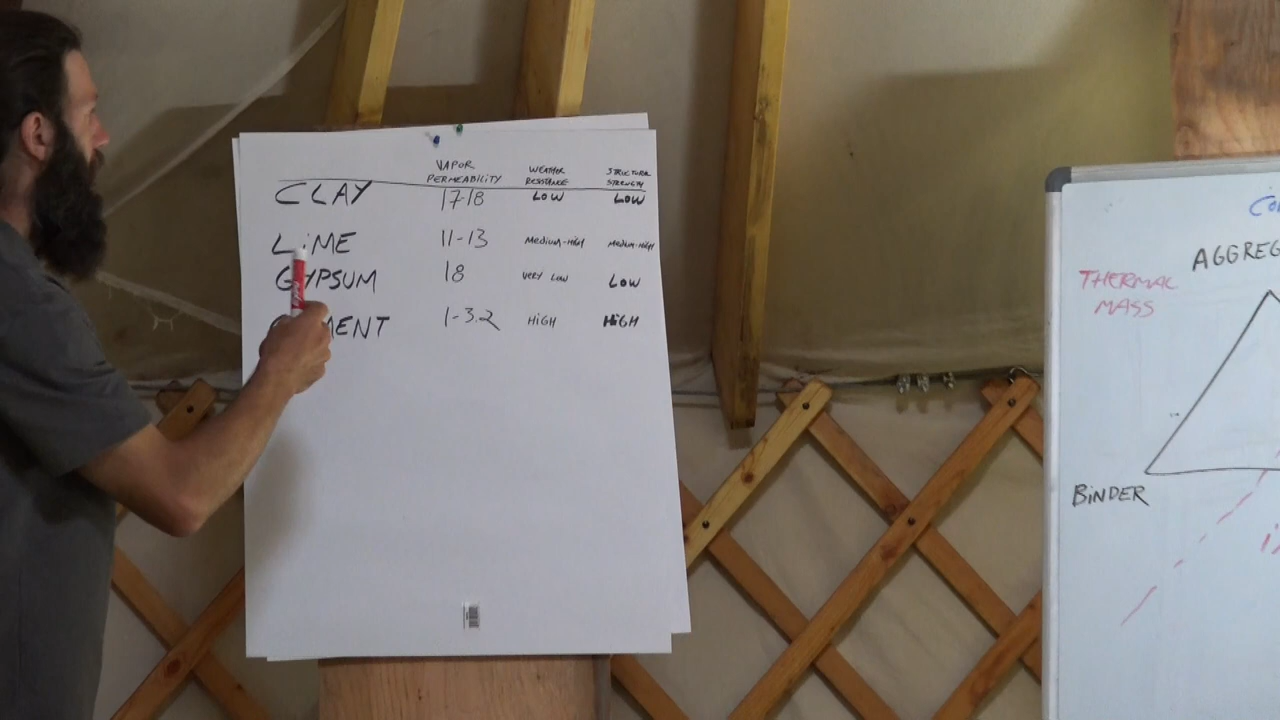 VAPOR PERMEABILITY
WEATHER RESISTANCE
STRUCTURAL STRENGTH
CLAY 17-18 LOW LOW
LiME 11-13 MEDiUM-HiGH MEDiUM-HiGH
GYPSUM 18 VERY LOW LOW
MENT 1-3.2 HiGH HiGH
AGGREG
THERMAL
MASS
BiNDER